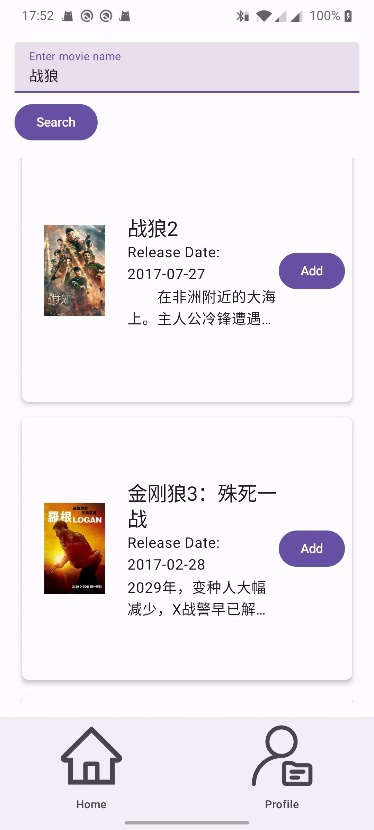 17:52
100%
Enter movie name
战狼
Search
战狼2
Release Date:
2017-07-27
在非洲附近的大海
上。主人公冷锋遭遇…
Add
金刚狼3：殊死一
战
Release Date:
2017-02-28
2029年，变种人大幅
减少，X战警早已解…
Add
羅根
LOGAN
Home
Profile